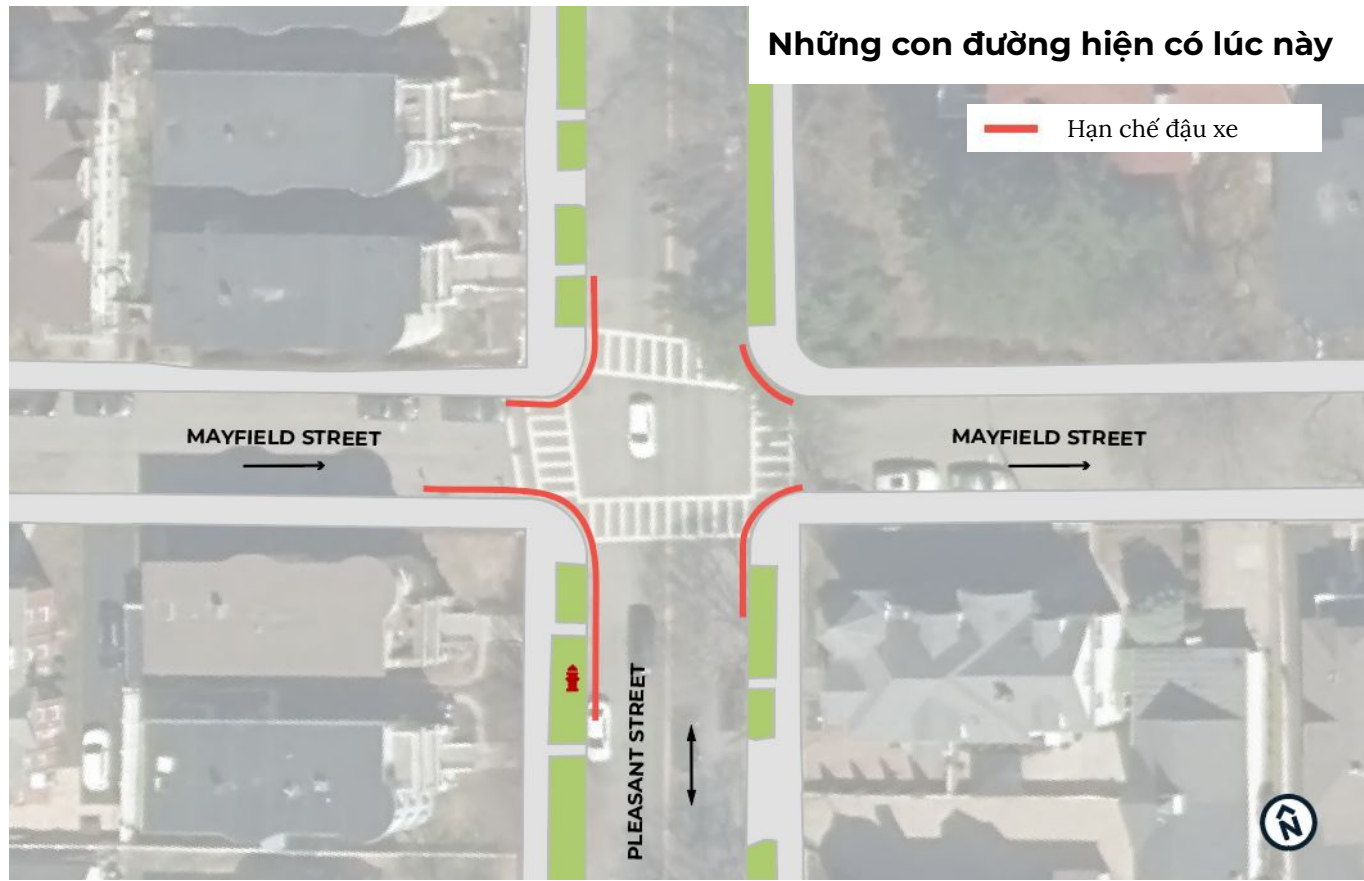 Những con đường hiện có lúc này
Hạn chế đậu xe
MAYFIELD STREET
MAYFIELD STREET
PLEASANT STREET
N